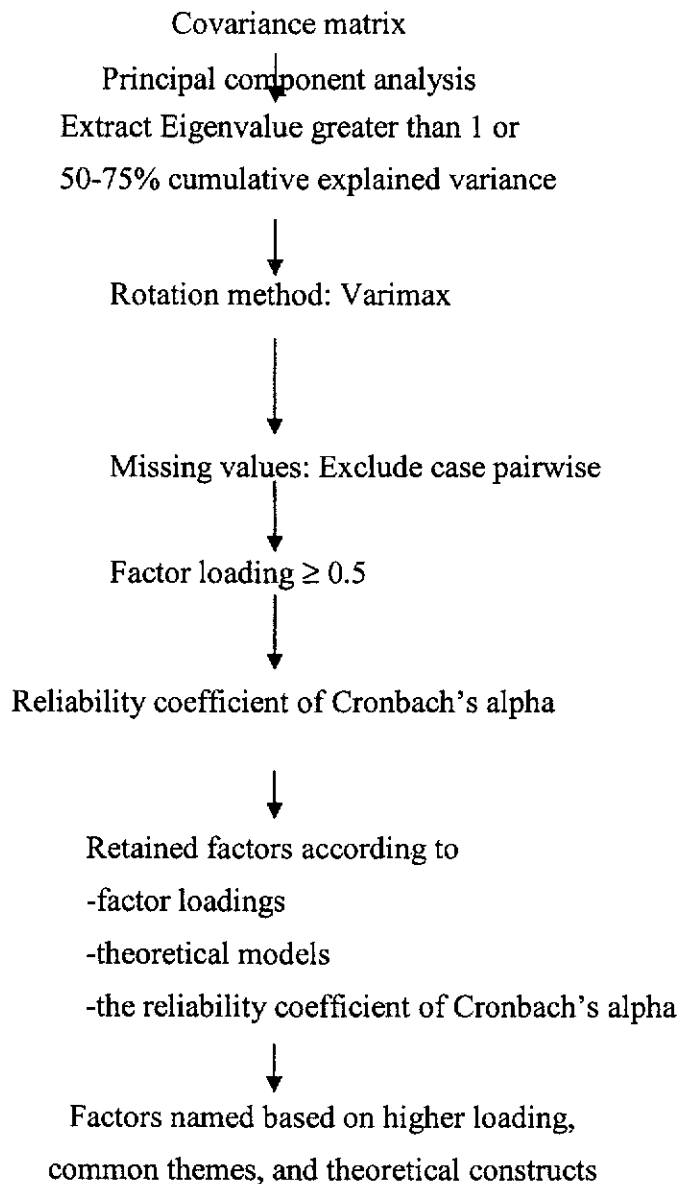 Covariance matrix
Principal component analysis
Extract Eigenvalue greater than 1 or
50-75% cumulative explained variance
Rotation method: Varimax
Missing values: Exclude case pairwise
Factor loading ≥ 0.5
Reliability coefficient of Cronbach's alpha
Retained factors according to
-factor loadings
-theoretical models
-the reliability coefficient of Cronbach's alpha
Factors named based on higher loading,
common themes, and theoretical constructs